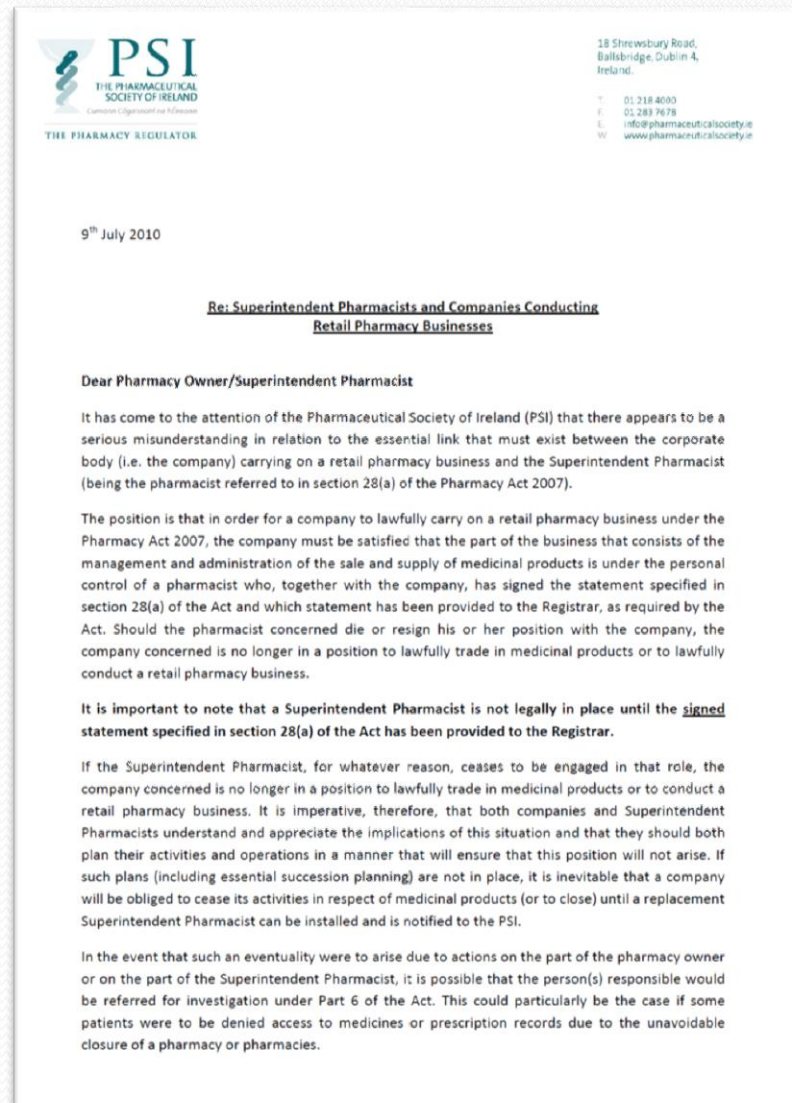 PSI
THE PHARMACEUTICAL
SOCIETY OF IRELAND
THE PHARMACY REGULATOR
18 Shrewsbury Road,
Ballsbridge, Dublin 4,
Ireland.
T. 01 218 4000
F. 01 283 7678
E. info@pharmaceuticalsociety.ie
W. www.pharmaceuticalsociety.ie
9th July 2010
Re: Superintendent Pharmacists and Companies Conducting
Retail Pharmacy Businesses
Dear Pharmacy Owner/Superintendent Pharmacist
It has come to the attention of the Pharmaceutical Society of Ireland (PSI) that there appears to be a
serious misunderstanding in relation to the essential link that must exist between the corporate
body (i.e. the company) carrying on a retail pharmacy business and the Superintendent Pharmacist
(being the pharmacist referred to in section 28(a) of the Pharmacy Act 2007).
The position is that in order for a company to lawfully carry on a retail pharmacy business under the
Pharmacy Act 2007, the company must be satisfied that the part of the business that consists of the
management and administration of the sale and supply of medicinal products is under the personal
control of a pharmacist who, together with the company, has signed the statement specified in
section 28(a) of the Act and which statement has been provided to the Registrar, as required by the
Act. Should the pharmacist concerned die or resign his or her position with the company, the
company concerned is no longer in a position to lawfully trade in medicinal products or to lawfully
conduct a retail pharmacy business.
It is important to note that a Superintendent Pharmacist is not legally in place until the signed
statement specified in section 28(a) of the Act has been provided to the Registrar.
If the Superintendent Pharmacist, for whatever reason, ceases to be engaged in that role, the
company concerned is no longer in a position to lawfully trade in medicinal products or to conduct a
retail pharmacy business. It is imperative, therefore, that both companies and Superintendent
Pharmacists understand and appreciate the implications of this situation and that they should both
plan their activities and operations in a manner that will ensure that this position will not arise. If
such plans (including essential succession planning) are not in place, it is inevitable that a company
will be obliged to cease its activities in respect of medicinal products (or to close) until a replacement
Superintendent Pharmacist can be installed and is notified to the PSI.
In the event that such an eventuality were to arise due to actions on the part of the pharmacy owner
or on the part of the Superintendent Pharmacist, it is possible that the person(s) responsible would
be referred for investigation under Part 6 of the Act. This could particularly be the case if some
patients were to be denied access to medicines or prescription records due to the unavoidable
closure of a pharmacy or pharmacies.